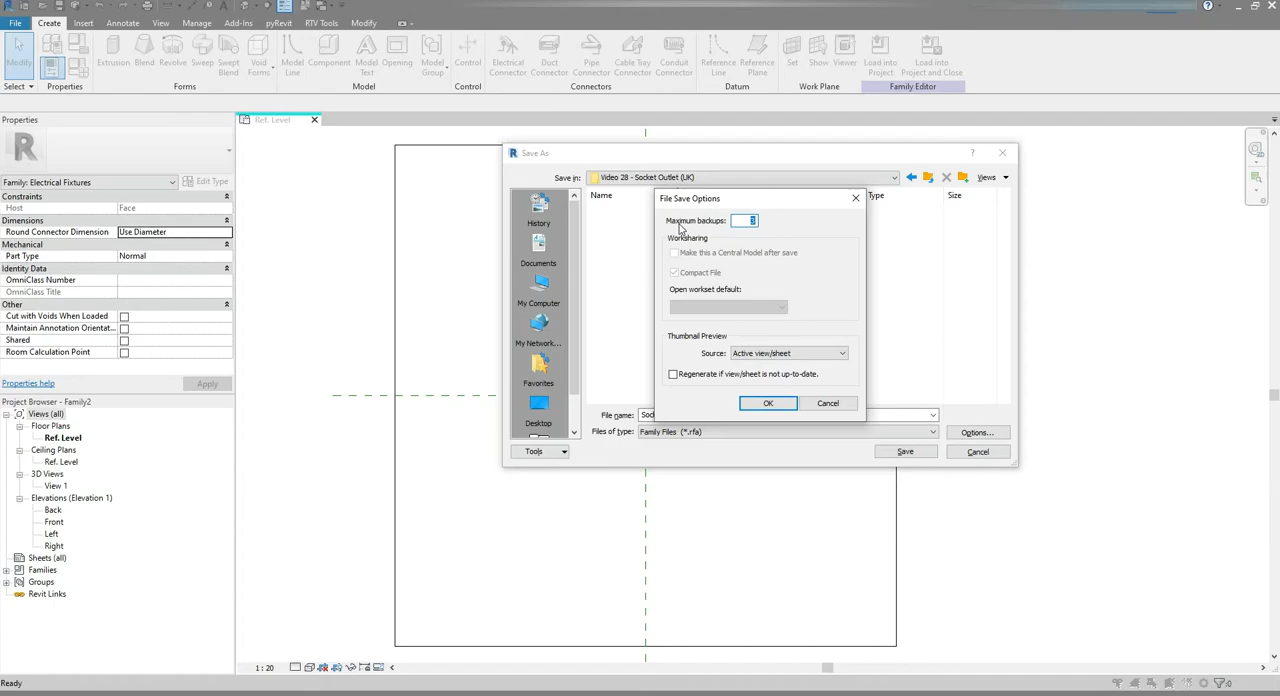 File Create Insert Annotate View Manage Add-Ins pyRevit RTV Tools Modify
Modify Extrusion Blend Revolve Sweep Swept Blend Void Forms Model Line Component Model Text Opening Model Group Control Electrical Connector Duct Connector Pipe Connector Cable Tray Connector Conduit Connector Reference Line Reference Plane Set Show Viewer Load into Project Load into Project and Close
Select Properties Forms Model Control Connectors Datum Work Plane Family Editor
Properties
Ref. Level
R
Family: Electrical Fixtures
Edit Type
Constraints
Host Face
Dimensions
Round Connector Dimension Use Diameter
Mechanical
Part Type Normal
Identity Data
OmniClass Number
OmniClass Title
Other
Cut with Voids When Loaded
Maintain Annotation Orientat...
Shared
Room Calculation Point
Properties help
Apply
Project Browser - Family2
Views (all)
Floor Plans
Ref. Level
Ceiling Plans
Ref. Level
3D Views
View 1
Elevations (Elevation 1)
Back
Front
Left
Right
Sheets (all)
Families
Groups
Revit Links
Save As
Save in: Video 28 - Socket Outlet (UK)
Views
Name Type Size
History
Documents
My Computer
My Network...
Favorites
Desktop
File name: Soc
Files of type: Family Files (*.rfa)
Options...
Tools
Save
Cancel
File Save Options
Maximum backups: 3
Worksharing
Make this a Central Model after save
Compact File
Open workset default:
Thumbnail Preview
Source: Active view/sheet
Regenerate if view/sheet is not up-to-date.
OK
Cancel
1 : 20
Ready
:0